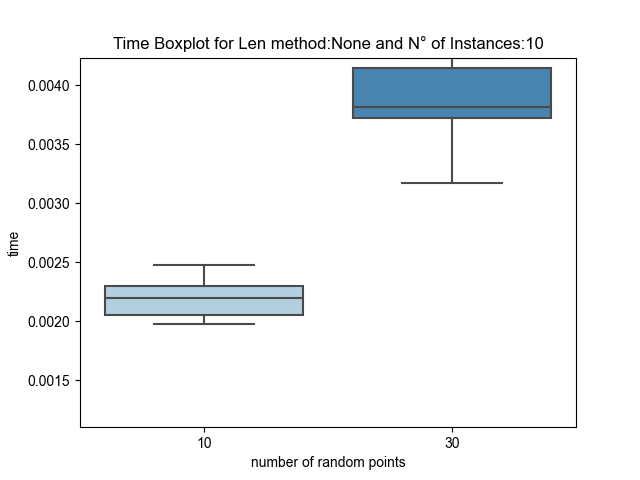 Time Boxplot for Len method:None and N° of Instances:10
0.0040
0.0035
0.0030
0.0025
0.0020
0.0015
time
10
30
number of random points